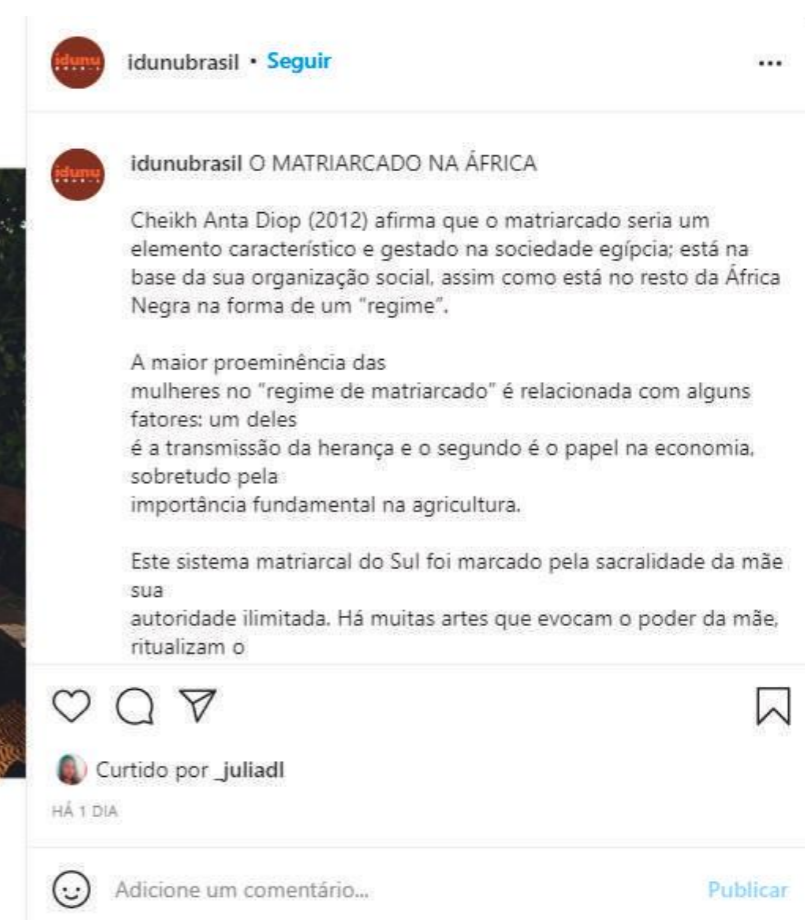 idunu
idunubrasil • Seguir
idunu
idunubrasil O MATRIARCADO NA ÁFRICA
Cheikh Anta Diop (2012) afirma que o matriarcado seria um
elemento característico e gestado na sociedade egípcia; está na
base da sua organização social, assim como está no resto da África
Negra na forma de um "regime".
A maior proeminência das
mulheres no "regime de matriarcado" é relacionada com alguns
fatores: um deles
é a transmissão da herança e o segundo é o papel na economia,
sobretudo pela
importância fundamental na agricultura.
Este sistema matriarcal do Sul foi marcado pela sacralidade da mãe
sua
autoridade ilimitada. Há muitas artes que evocam o poder da mãe,
ritualizam o
Curtido por _juliadl
HÁ 1 DIA
Adicione um comentário...
Publicar